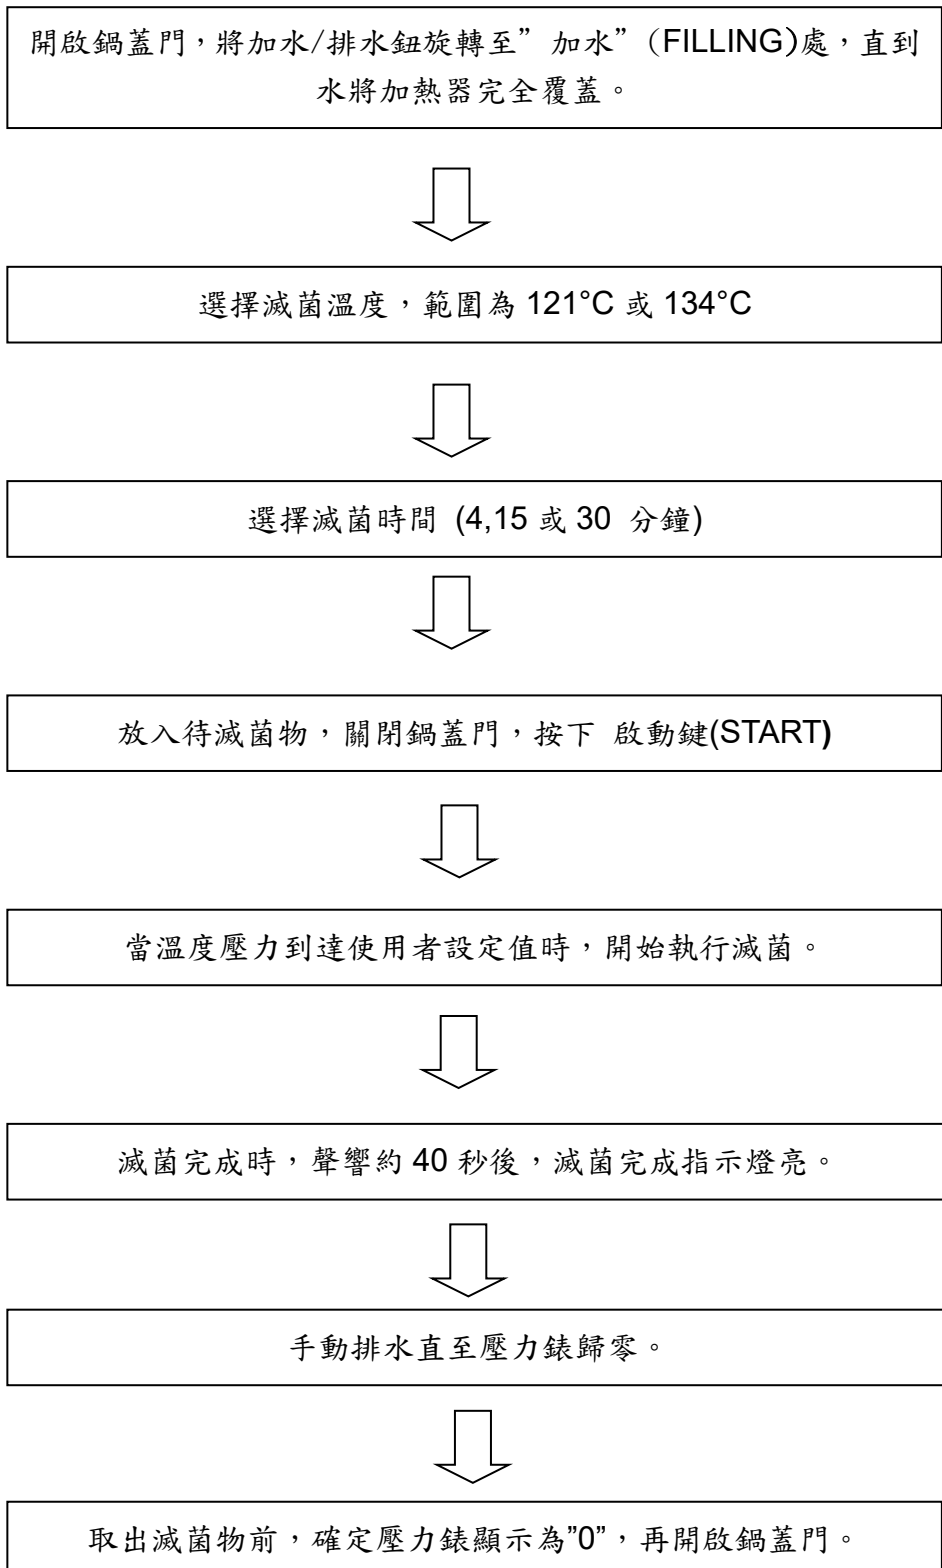 開啟鍋蓋門，將加水/排水鈕旋轉至”加水”（FILLING)處，直到
水將加熱器完全覆蓋。
選擇滅菌溫度，範圍為 121°C 或 134°C
選擇滅菌時間 (4,15 或 30 分鐘)
放入待滅菌物，關閉鍋蓋門，按下 啟動鍵(START)
當溫度壓力到達使用者設定值時，開始執行滅菌。
滅菌完成時，聲響約 40 秒後，滅菌完成指示燈亮。
手動排水直至壓力錶歸零。
取出滅菌物前，確定壓力錶顯示為”0”，再開啟鍋蓋門。